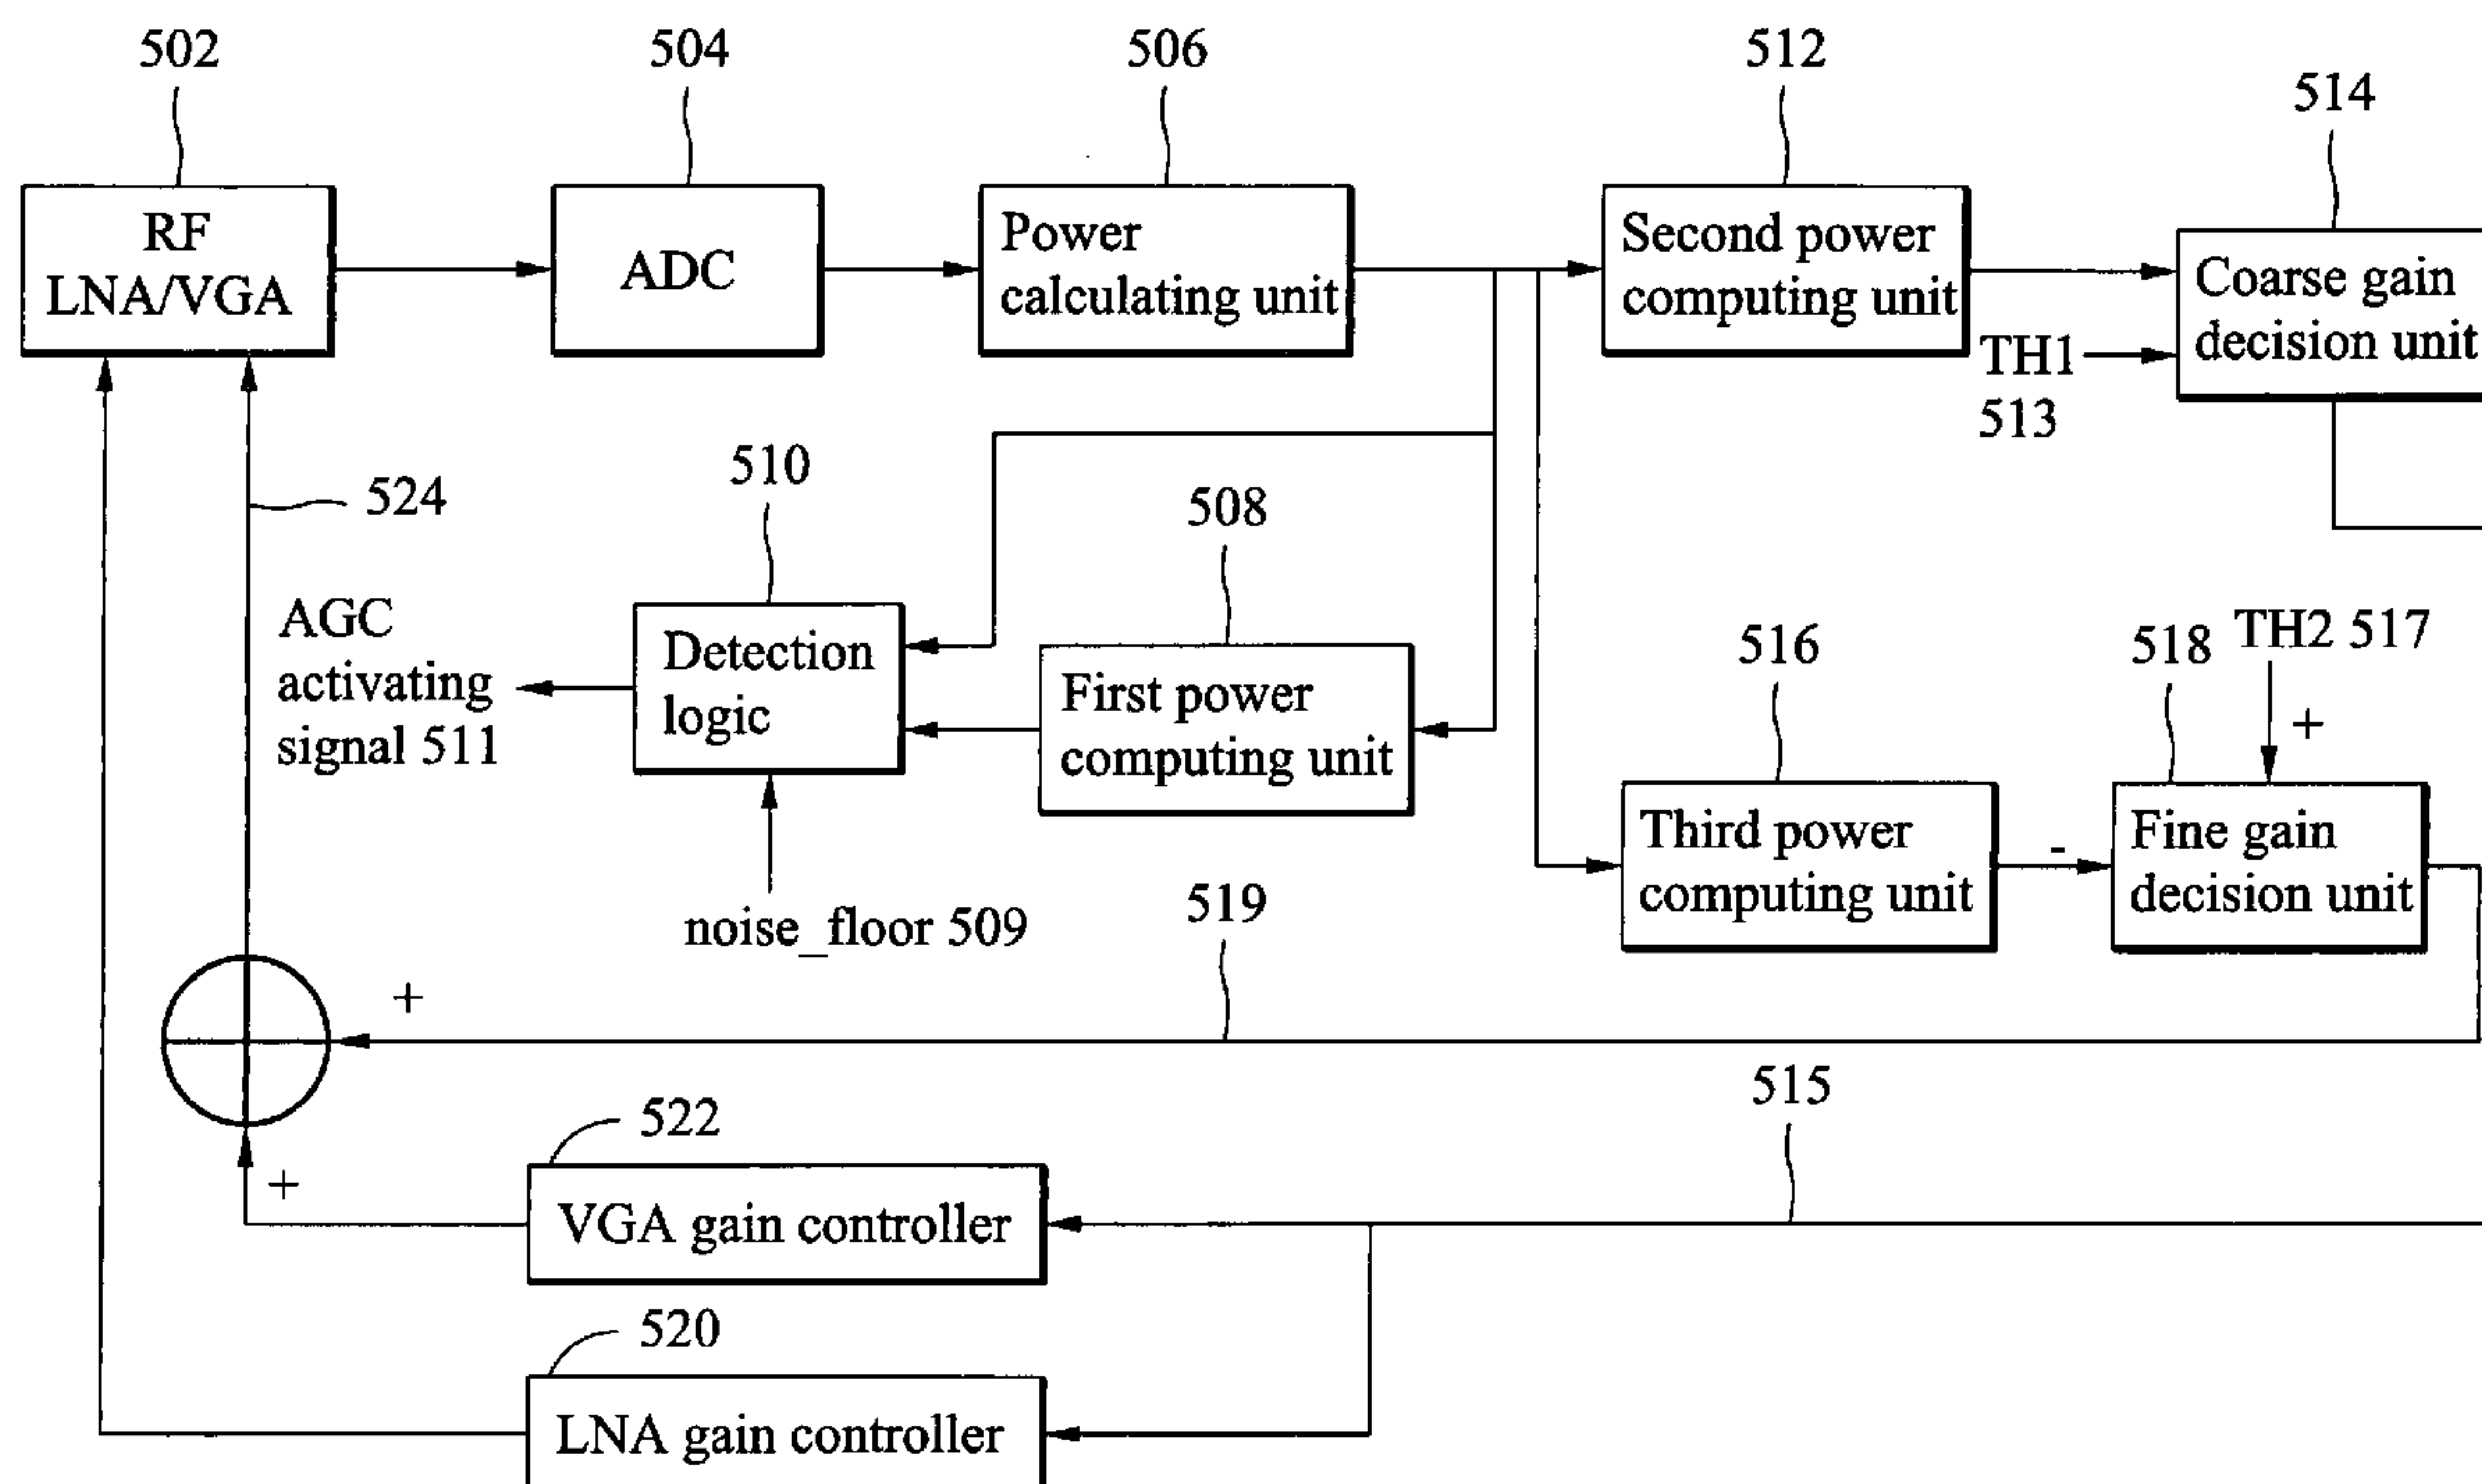 502
504
506
512
514
RF
LNA/VGA
ADC
Power
calculating unit
Second power
computing unit
Coarse gain
decision unit
TH1
513
524
510
508
AGC
activating
signal 511
Detection
logic
First power
computing unit
noise_floor 509
516
518
TH2 517
+
Third power
computing unit
-
Fine gain
decision unit
519
+
515
522
+
VGA gain controller
520
LNA gain controller